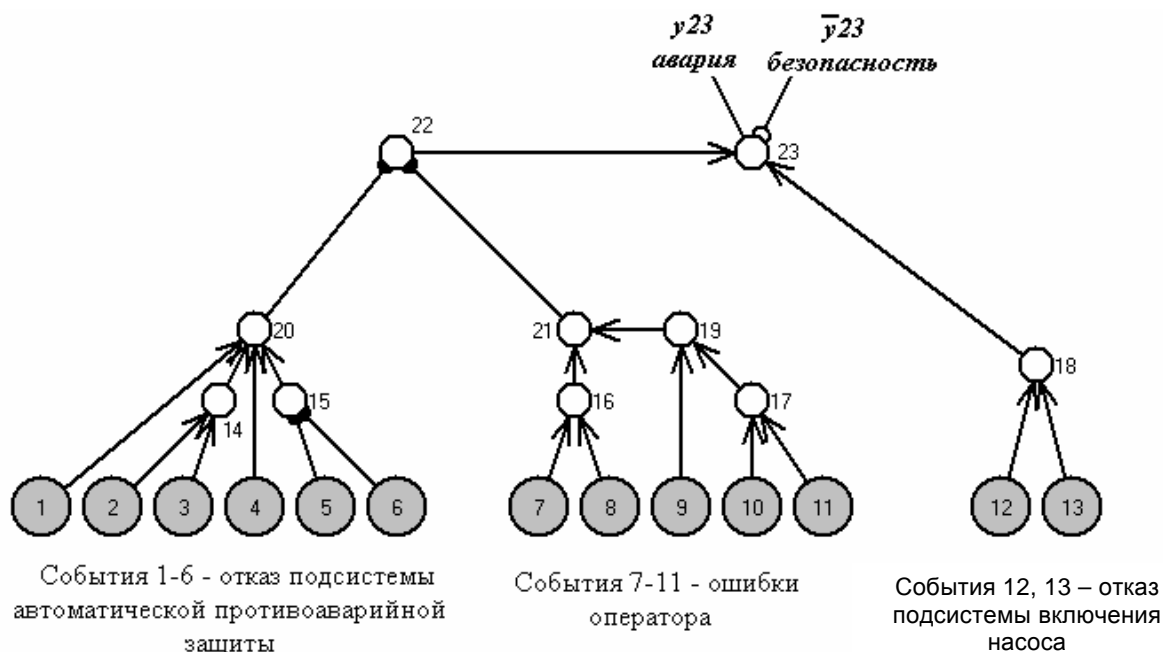 y23
авария
y̅23
безопасность
22
23
20
21
19
18
14
15
16
17
1 2 3 4 5 6 7 8 9 10 11 12 13
События 1-6 - отказ подсистемы
автоматической противоаварийной
защиты
События 7-11 - ошибки
оператора
События 12, 13 – отказ
подсистемы включения
насоса